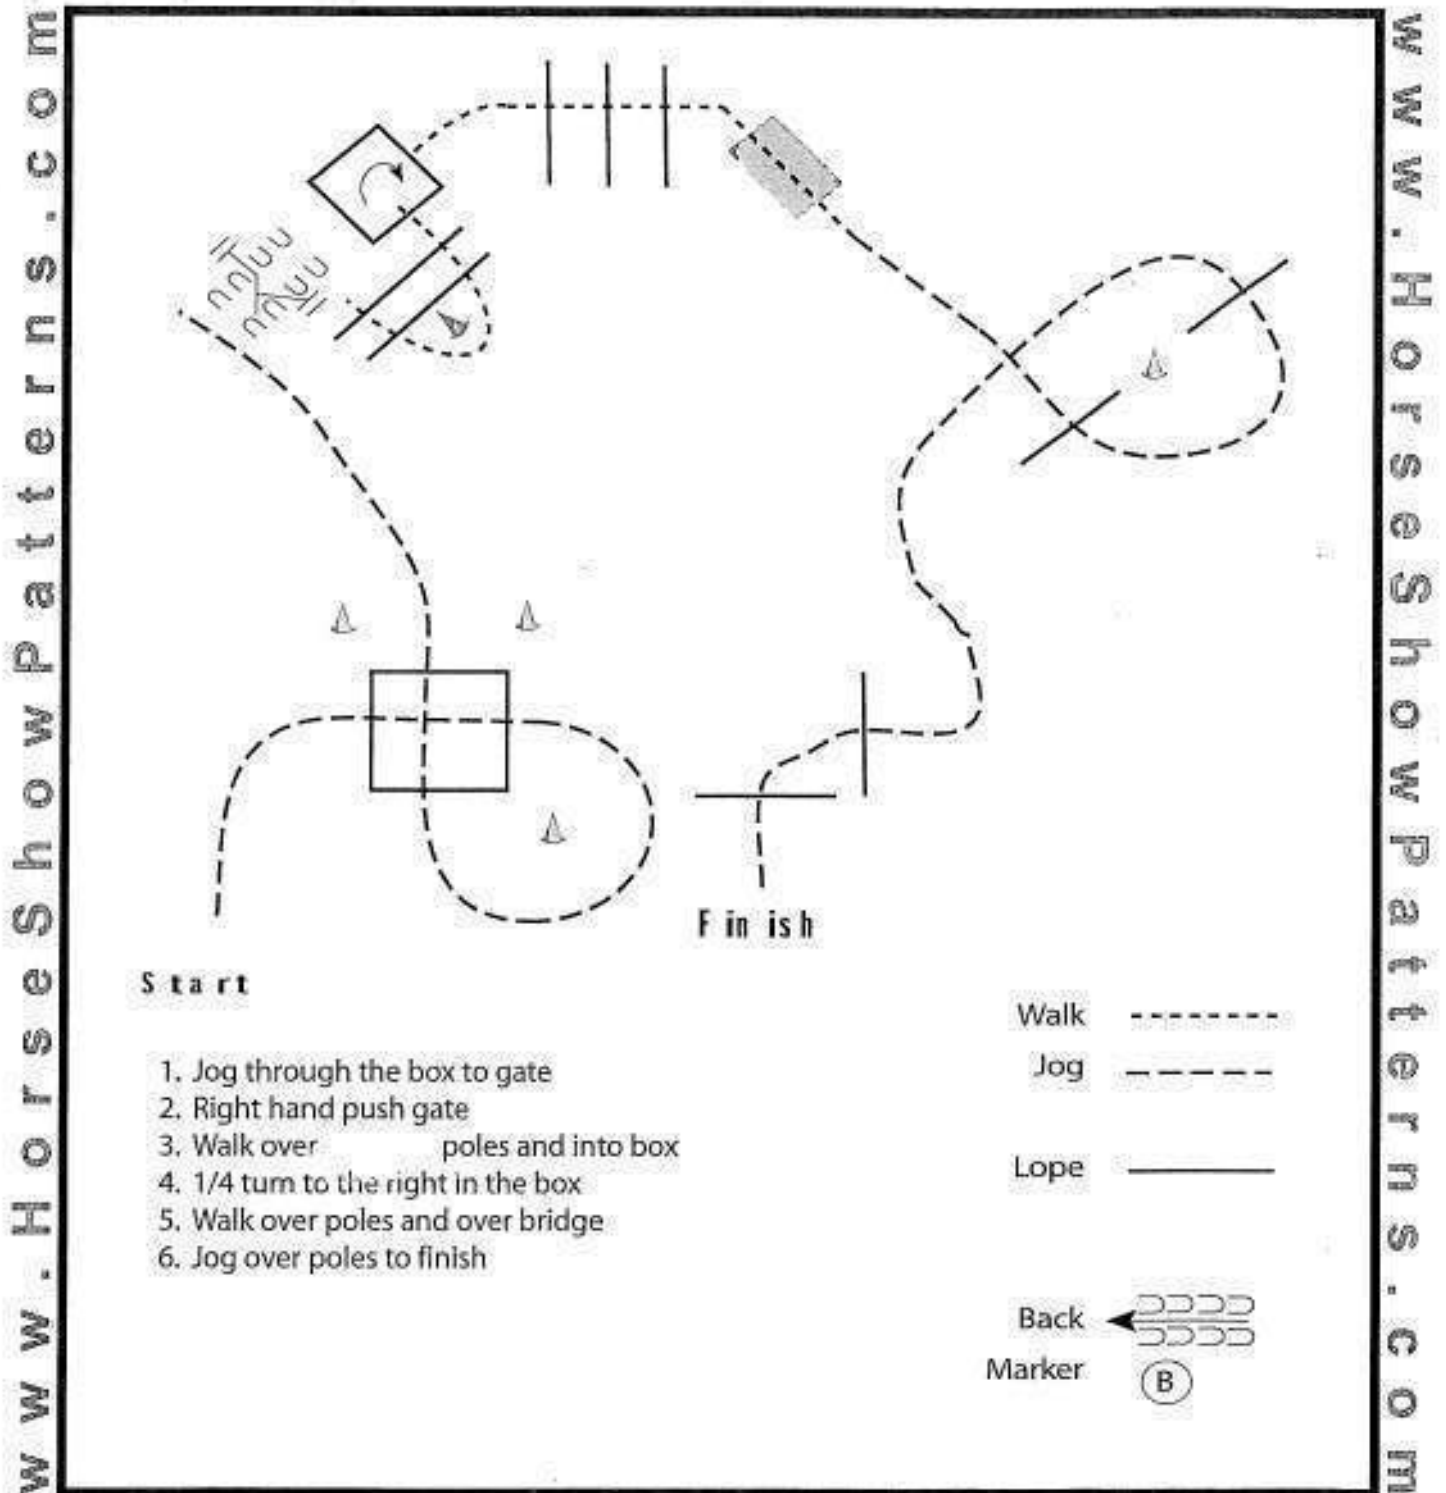 www.HorseShowPatterns.com
www.HorseShowPatterns.com
Finish
Start
1. Jog through the box to gate
2. Right hand push gate
3. Walk over poles and into box
4. 1/4 turn to the right in the box
5. Walk over poles and over bridge
6. Jog over poles to finish
Walk
Jog
Lope
Back
Marker B